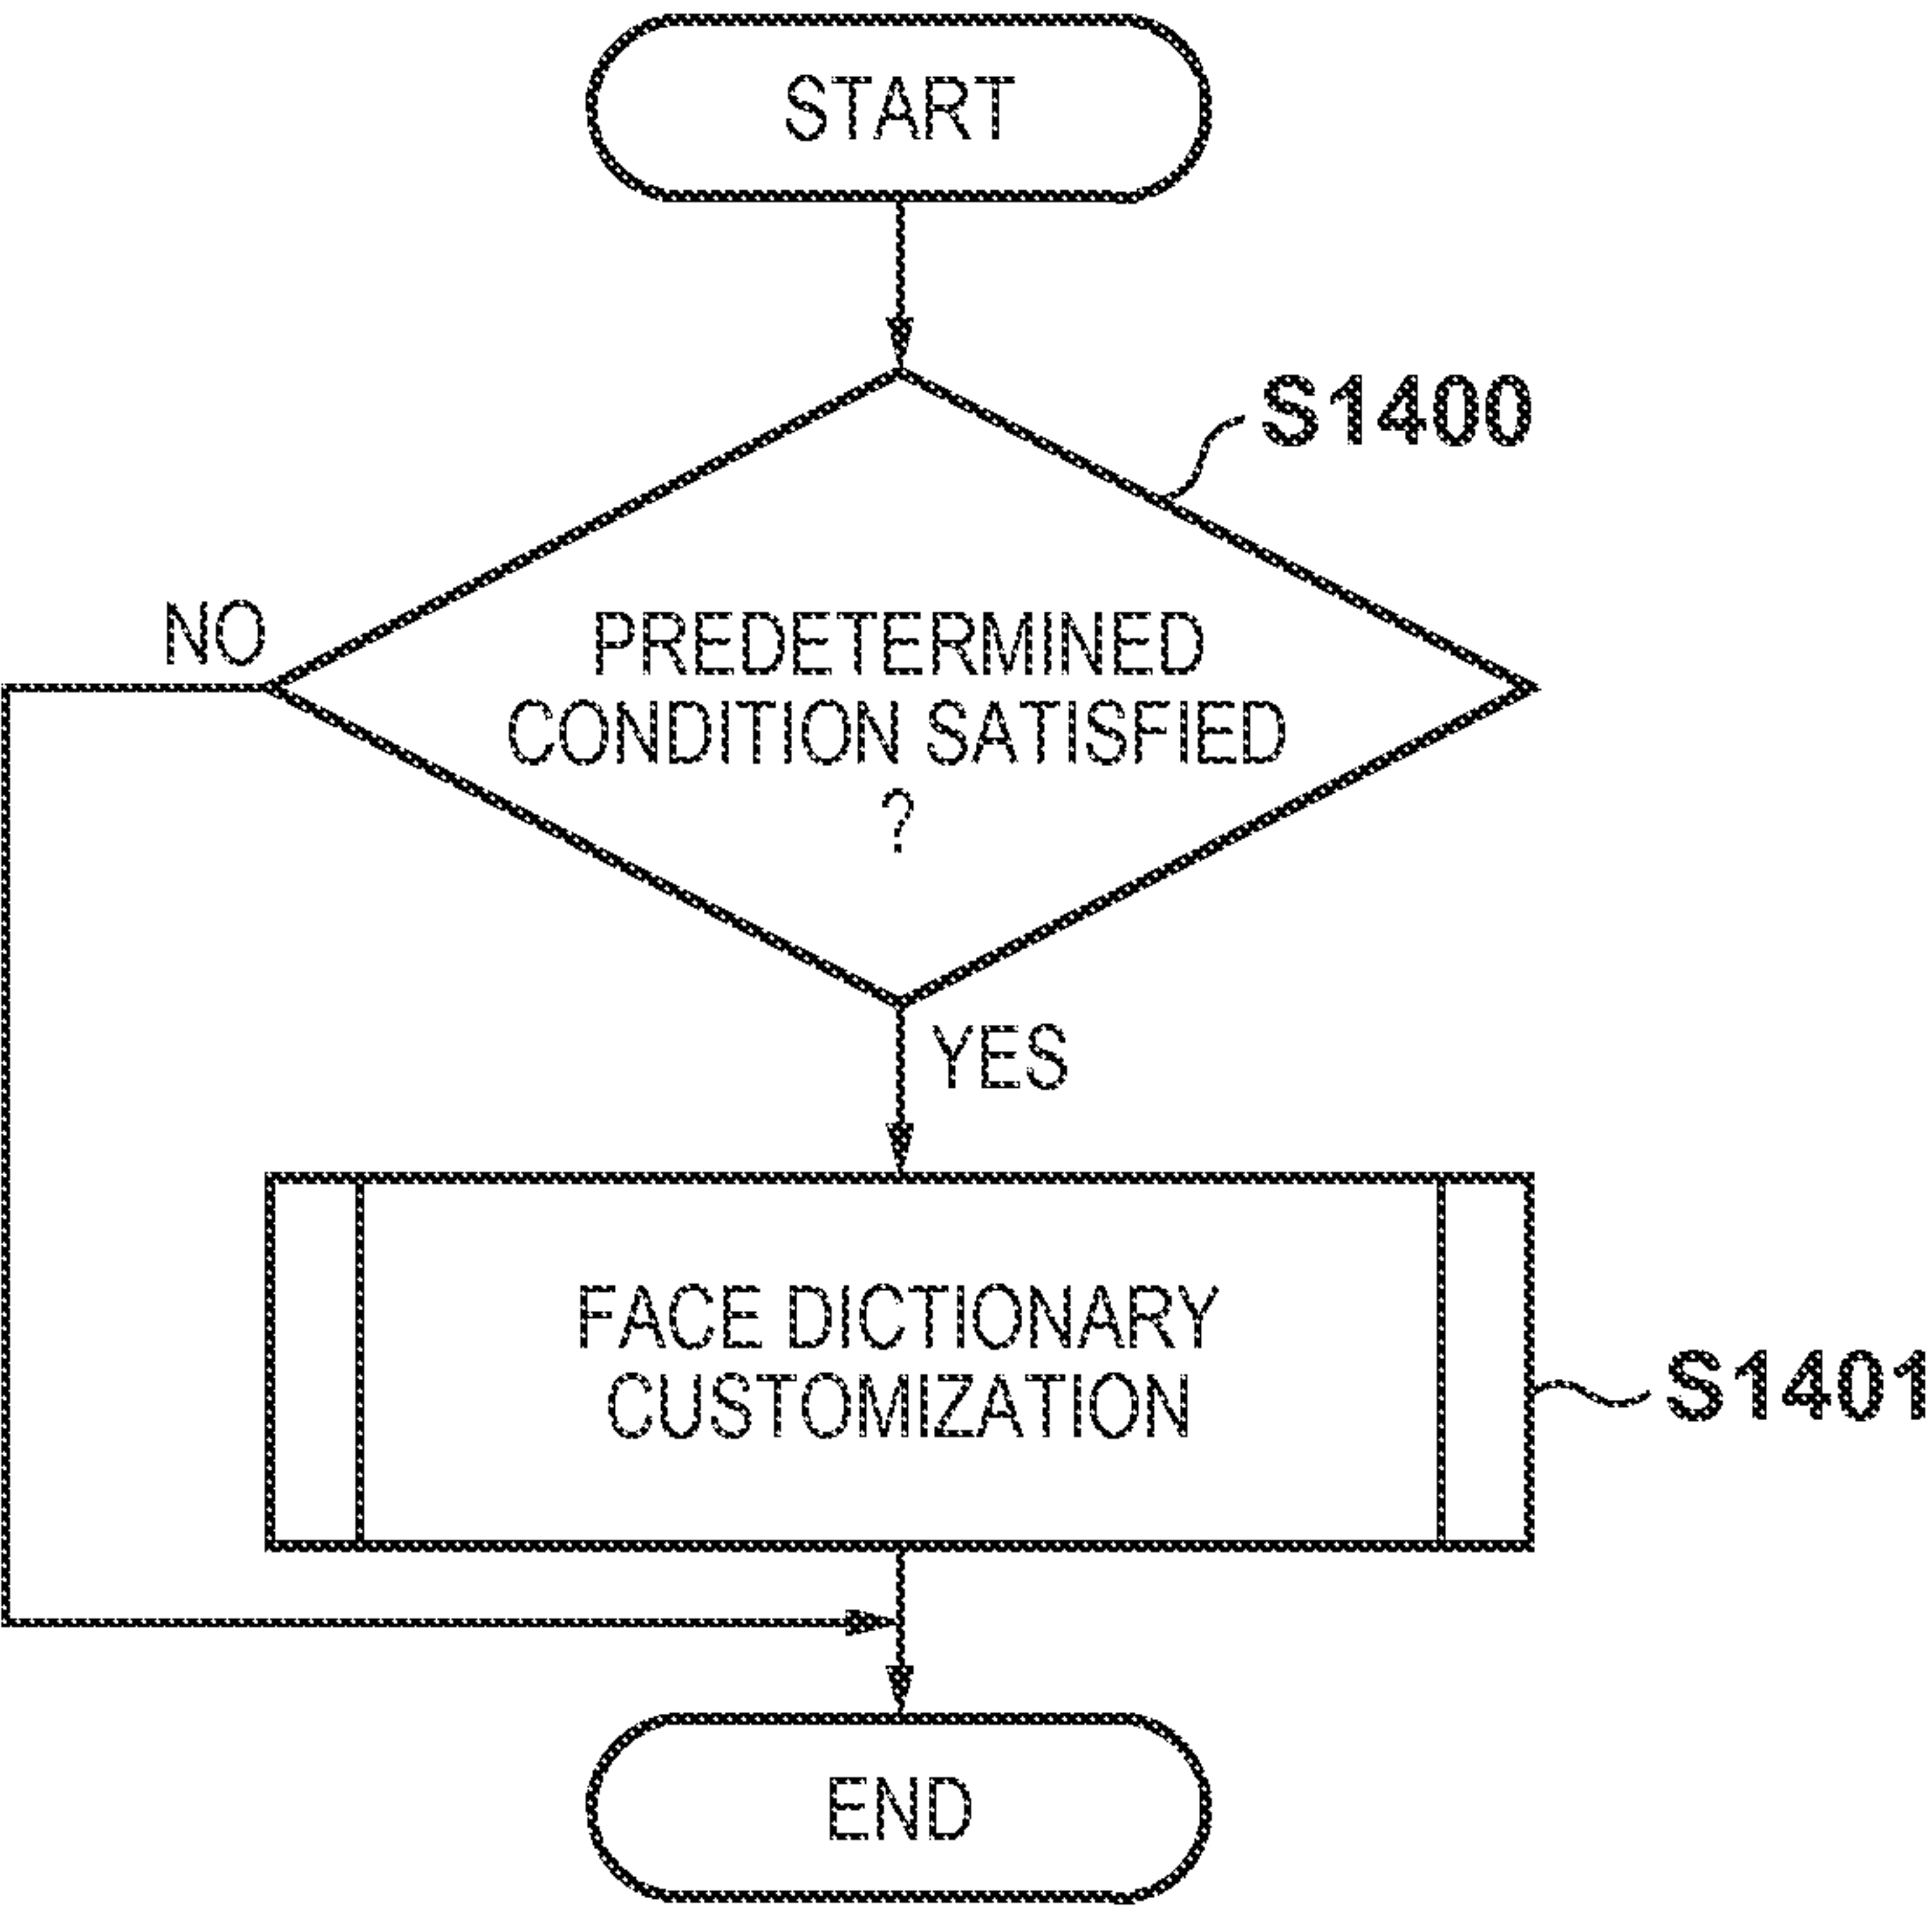 START
S1400
NO
PREDETERMINED
CONDITION SATISFIED
?
YES
FACE DICTIONARY
CUSTOMIZATION
S1401
END